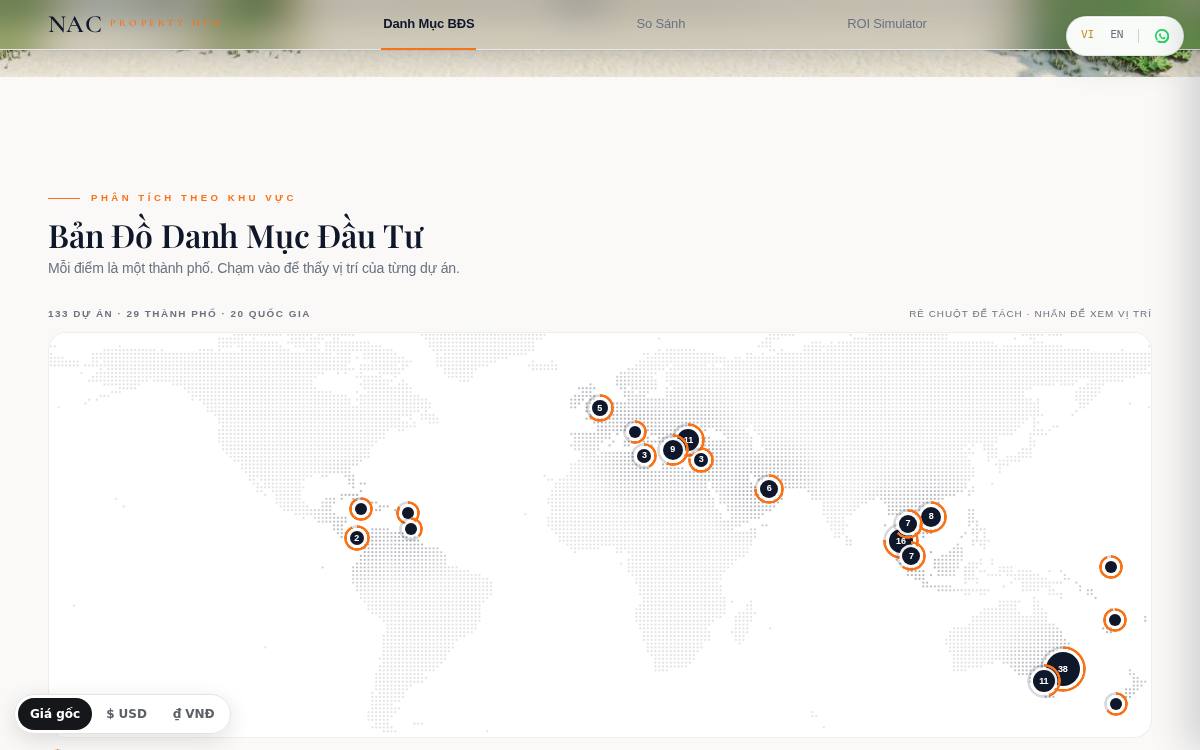 NAC PROPERTY HUB
Danh Mục BĐS
So Sánh
ROI Simulator
VI EN
PHÂN TÍCH THEO KHU VỰC
Bản Đồ Danh Mục Đầu Tư
Mỗi điểm là một thành phố. Chạm vào để thấy vị trí của từng dự án.
133 DỰ ÁN · 29 THÀNH PHỐ · 20 QUỐC GIA
RÊ CHUỘT ĐỂ TÁCH · NHẤN ĐỂ XEM VỊ TRÍ
5
11
9
3
3
6
8
7
16
7
2
38
11
Giá gốc
$ USD
₫ VNĐ